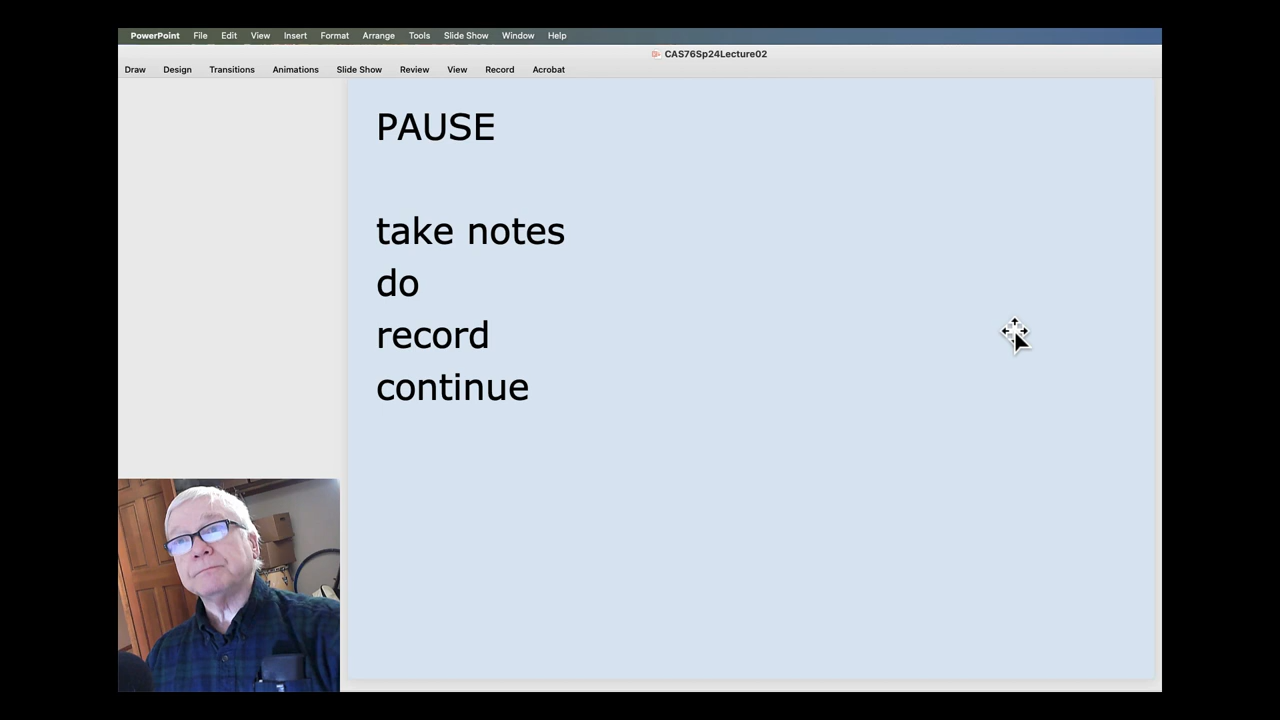 PowerPoint File Edit View Insert Format Arrange Tools Slide Show Window Help
CAS76Sp24Lecture02
Draw Design Transitions Animations Slide Show Review View Record Acrobat
PAUSE
take notes
do
record
continue